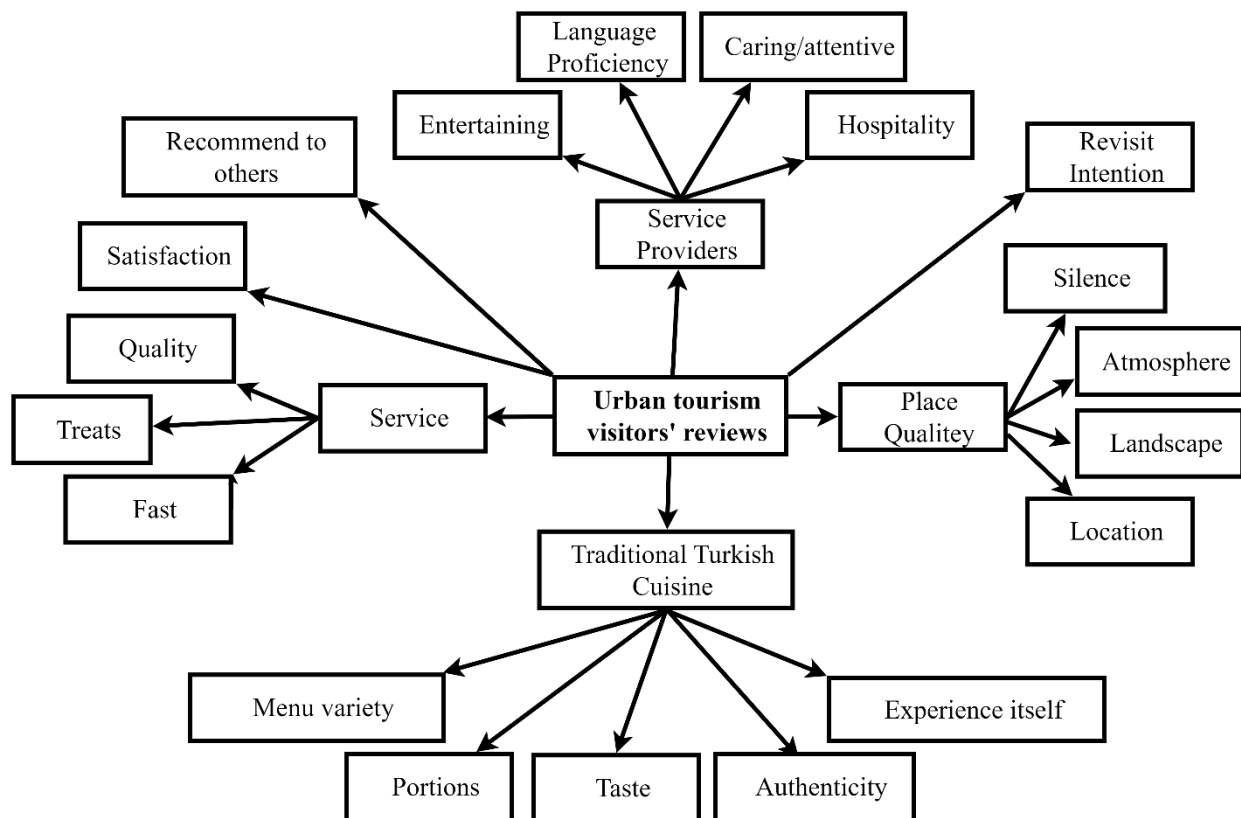 Language
Proficiency
Caring/attentive
Entertaining
Hospitality
Recommend to
others
Revisit
Intention
Service
Providers
Satisfaction
Silence
Quality
Atmosphere
Treats
Service
Urban tourism
visitors' reviews
Place
Qualitey
Landscape
Fast
Location
Traditional Turkish
Cuisine
Menu variety
Experience itself
Portions
Taste
Authenticity